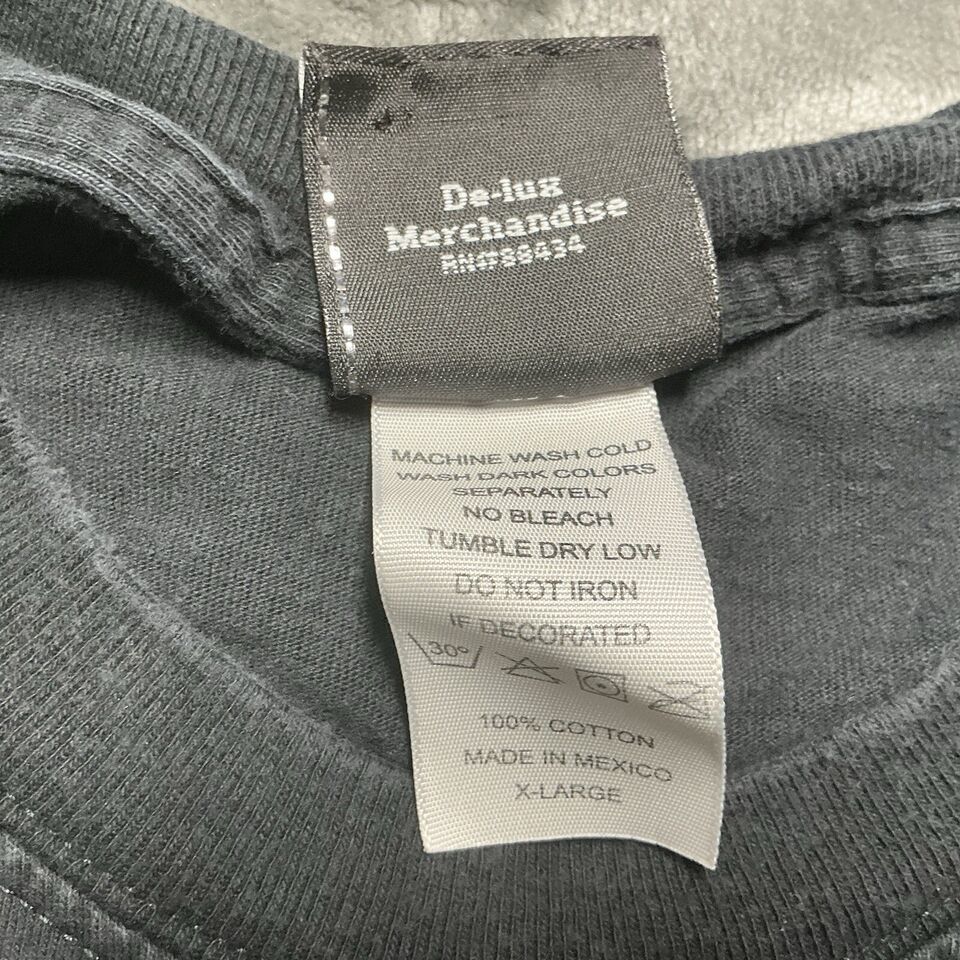 De-lux
Merchandise
RN#88434
MACHINE WASH COLD
WASH DARK COLORS
SEPARATELY
NO BLEACH
TUMBLE DRY LOW
DO NOT IRON
IF DECORATED
30°
100% COTTON
MADE IN MEXICO
X-LARGE